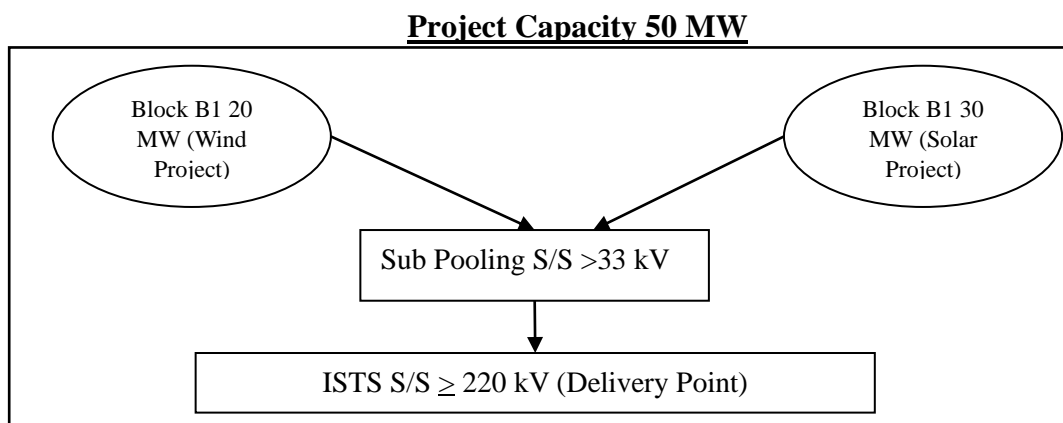 Project Capacity 50 MW
Block B1 20
MW (Wind
Project)
Block B1 30
MW (Solar
Project)
Sub Pooling S/S >33 kV
ISTS S/S ≥ 220 kV (Delivery Point)